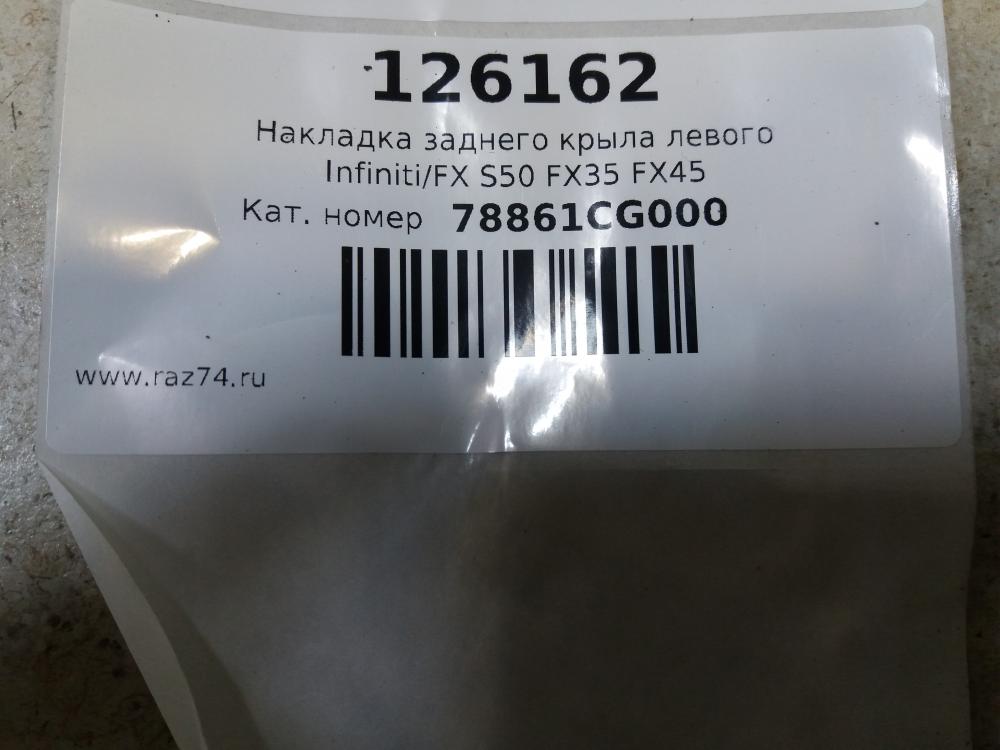 126162
Накладка заднего крыла левого
Infiniti/FX S50 FX35 FX45
Кат. номер 78861CG000
www.raz74.ru